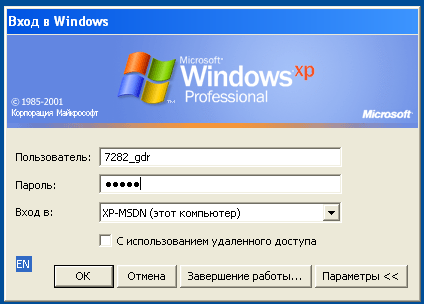 Вход в Windows
Microsoft
Windows xp
Professional
© 1985-2001
Корпорация Майкрософт
Microsoft
Пользователь: 7282_gdr
Пароль: •••••
Вход в: XP-MSDN (этот компьютер)
С использованием удаленного доступа
EN
ОК Отмена Завершение работы... Параметры <<